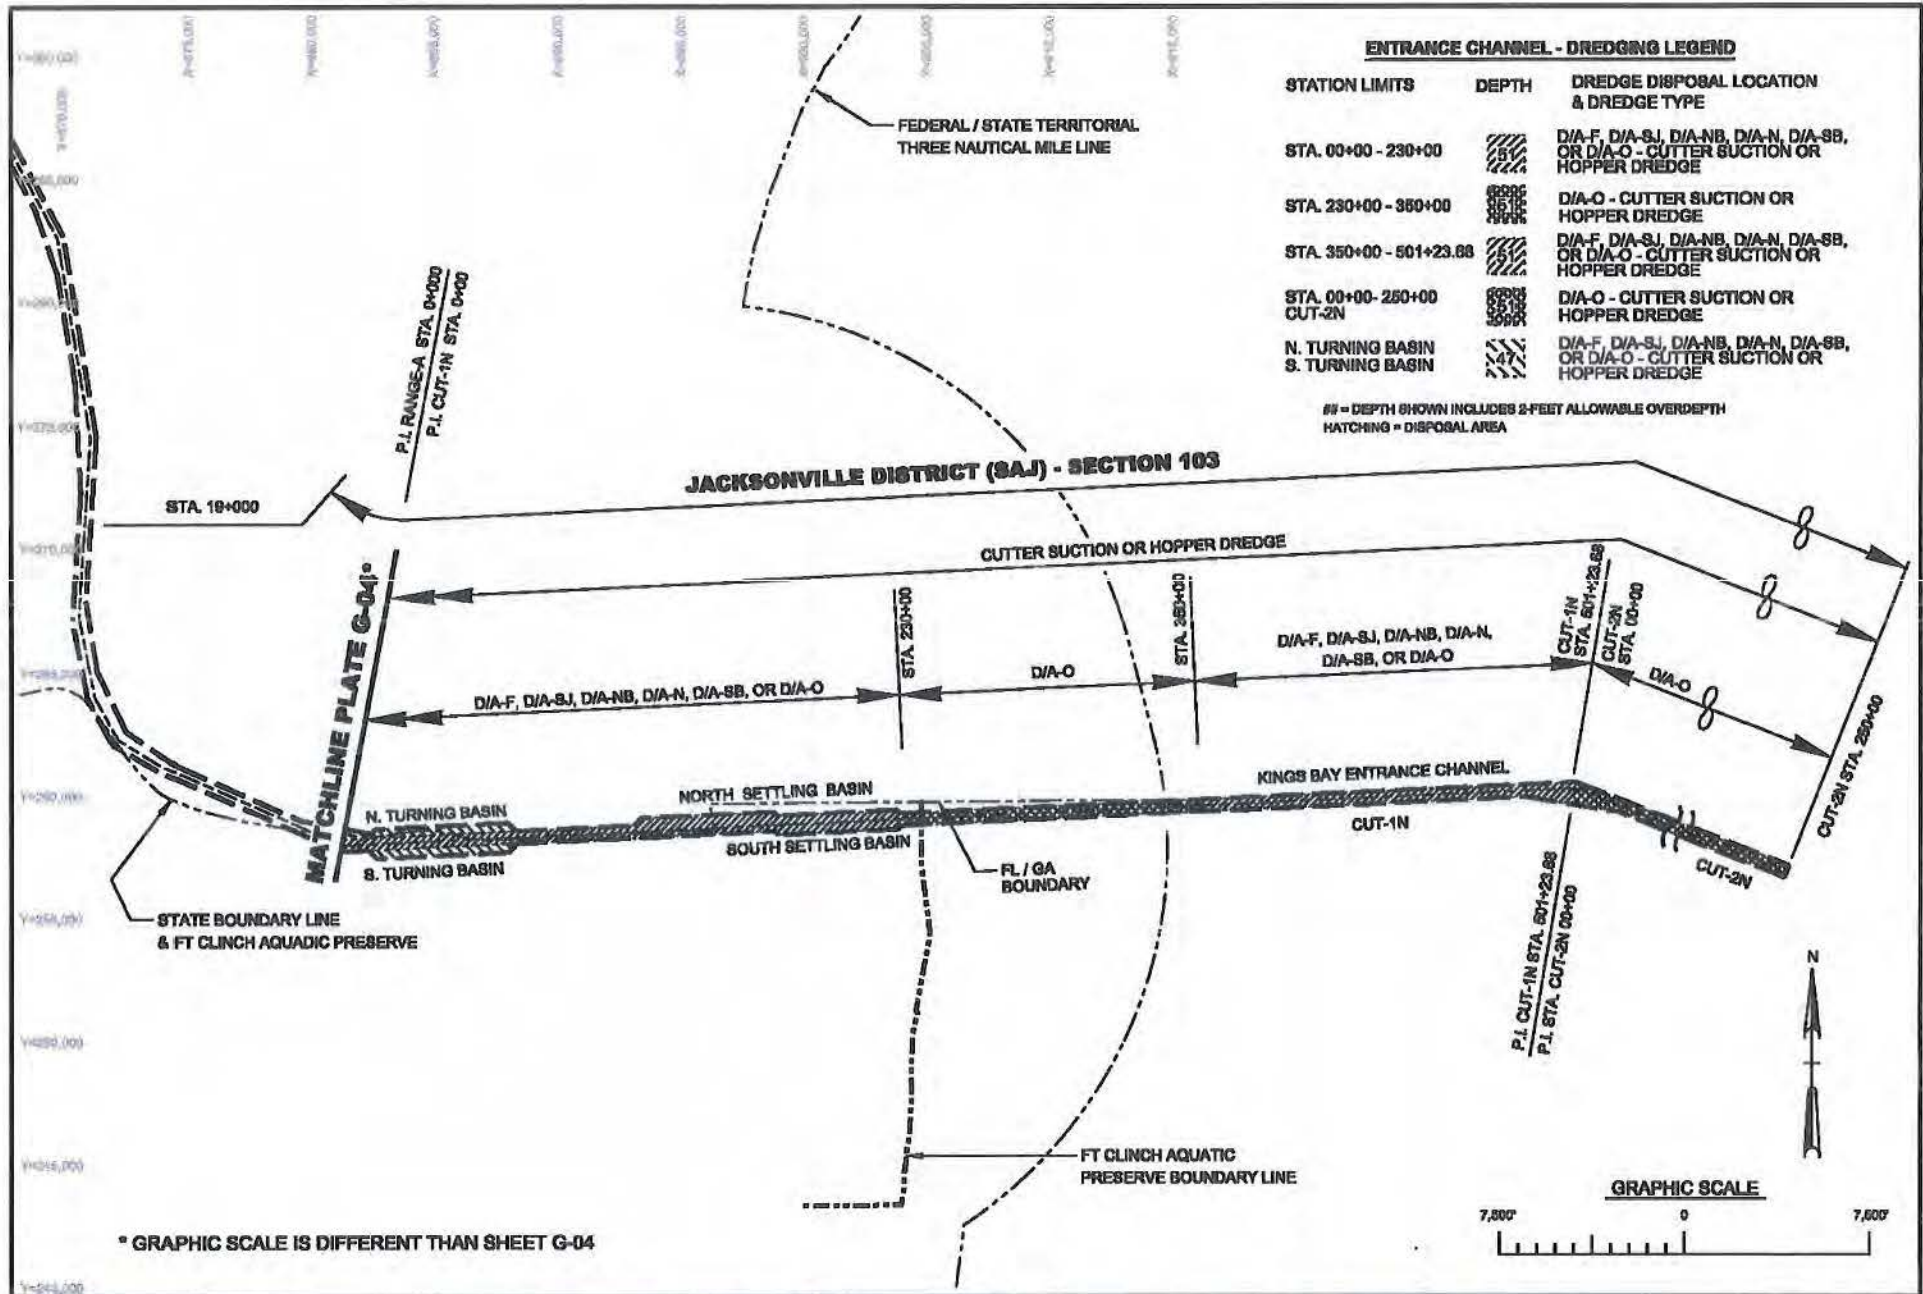 ENTRANCE CHANNEL - DREDGING LEGEND
STATION LIMITS DEPTH DREDGE DISPOSAL LOCATION
& DREDGE TYPE
STA. 00+00 - 230+00 51 D/A-F, D/A-SJ, D/A-NB, D/A-N, D/A-SB,
OR D/A-O - CUTTER SUCTION OR
HOPPER DREDGE
STA. 230+00 - 350+00 51 D/A-O - CUTTER SUCTION OR
HOPPER DREDGE
STA. 350+00 - 501+23.68 51 D/A-F, D/A-SJ, D/A-NB, D/A-N, D/A-SB,
OR D/A-O - CUTTER SUCTION OR
HOPPER DREDGE
STA. 00+00- 250+00 51 D/A-O - CUTTER SUCTION OR
CUT-2N HOPPER DREDGE
N. TURNING BASIN 47 D/A-F, D/A-SJ, D/A-NB, D/A-N, D/A-SB,
S. TURNING BASIN OR D/A-O - CUTTER SUCTION OR
HOPPER DREDGE
## = DEPTH SHOWN INCLUDES 2-FEET ALLOWABLE OVERDEPTH
HATCHING = DISPOSAL AREA
FEDERAL / STATE TERRITORIAL
THREE NAUTICAL MILE LINE
P.I. RANGE-A STA. 0+000
P.I. CUT-1N STA. 0+00
JACKSONVILLE DISTRICT (SAJ) - SECTION 103
STA. 19+000
CUTTER SUCTION OR HOPPER DREDGE
MATCHLINE PLATE G-04*
STA. 230+00
STA. 350+00
CUT-1N
STA. 501+23.68
CUT-2N
STA. 00+00
D/A-F, D/A-SJ, D/A-NB, D/A-N, D/A-SB, OR D/A-O
D/A-O
D/A-F, D/A-SJ, D/A-NB, D/A-N,
D/A-SB, OR D/A-O
D/A-O
CUT-2N STA. 250+00
N. TURNING BASIN
NORTH SETTLING BASIN
KINGS BAY ENTRANCE CHANNEL
CUT-1N
SOUTH SETTLING BASIN
S. TURNING BASIN
FL / GA
BOUNDARY
CUT-2N
STATE BOUNDARY LINE
& FT CLINCH AQUADIC PRESERVE
P.I. CUT-1N STA. 501+23.68
P.I. STA. CUT-2N 00+00
N
FT CLINCH AQUATIC
PRESERVE BOUNDARY LINE
GRAPHIC SCALE
0
* GRAPHIC SCALE IS DIFFERENT THAN SHEET G-04